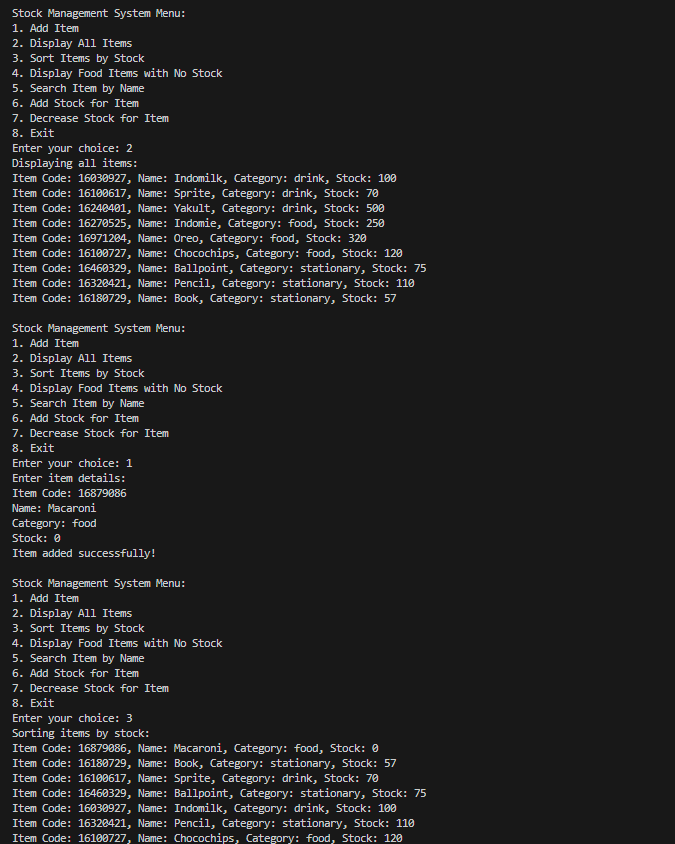 Stock Management System Menu:
1. Add Item
2. Display All Items
3. Sort Items by Stock
4. Display Food Items with No Stock
5. Search Item by Name
6. Add Stock for Item
7. Decrease Stock for Item
8. Exit
Enter your choice: 2
Displaying all items:
Item Code: 16030927, Name: Indomilk, Category: drink, Stock: 100
Item Code: 16100617, Name: Sprite, Category: drink, Stock: 70
Item Code: 16240401, Name: Yakult, Category: drink, Stock: 500
Item Code: 16270525, Name: Indomie, Category: food, Stock: 250
Item Code: 16971204, Name: Oreo, Category: food, Stock: 320
Item Code: 16100727, Name: Chocochips, Category: food, Stock: 120
Item Code: 16460329, Name: Ballpoint, Category: stationary, Stock: 75
Item Code: 16320421, Name: Pencil, Category: stationary, Stock: 110
Item Code: 16180729, Name: Book, Category: stationary, Stock: 57
Stock Management System Menu:
1. Add Item
2. Display All Items
3. Sort Items by Stock
4. Display Food Items with No Stock
5. Search Item by Name
6. Add Stock for Item
7. Decrease Stock for Item
8. Exit
Enter your choice: 1
Enter item details:
Item Code: 16879086
Name: Macaroni
Category: food
Stock: 0
Item added successfully!
Stock Management System Menu:
1. Add Item
2. Display All Items
3. Sort Items by Stock
4. Display Food Items with No Stock
5. Search Item by Name
6. Add Stock for Item
7. Decrease Stock for Item
8. Exit
Enter your choice: 3
Sorting items by stock:
Item Code: 16879086, Name: Macaroni, Category: food, Stock: 0
Item Code: 16180729, Name: Book, Category: stationary, Stock: 57
Item Code: 16100617, Name: Sprite, Category: drink, Stock: 70
Item Code: 16460329, Name: Ballpoint, Category: stationary, Stock: 75
Item Code: 16030927, Name: Indomilk, Category: drink, Stock: 100
Item Code: 16320421, Name: Pencil, Category: stationary, Stock: 110
Item Code: 16100727, Name: Chocochips, Category: food, Stock: 120